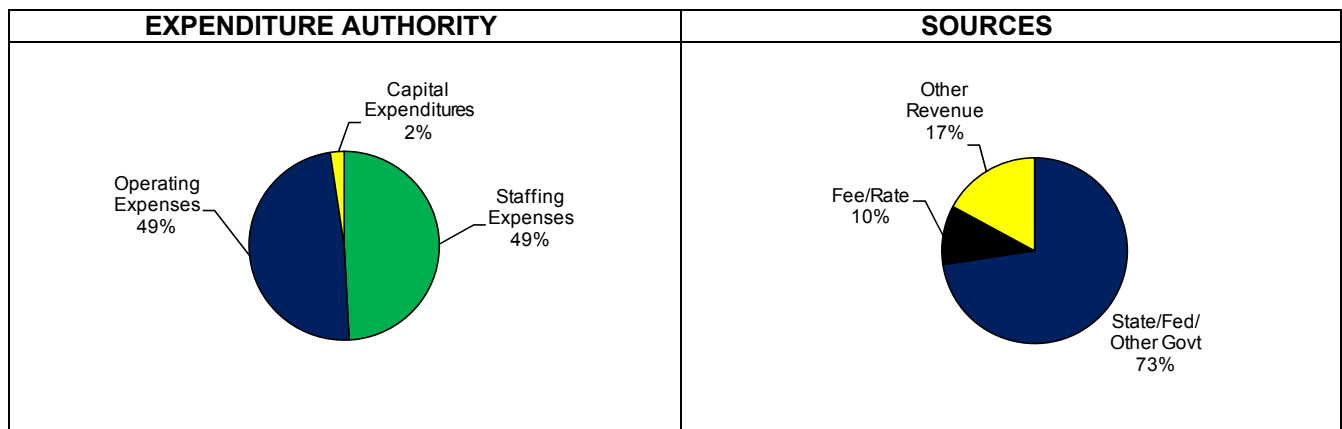 EXPENDITURE AUTHORITY
Capital
Expenditures
2%
Operating
Expenses
49%
Staffing
Expenses
49%
SOURCES
Other
Revenue
17%
Fee/Rate
10%
State/Fed/
Other Govt
73%